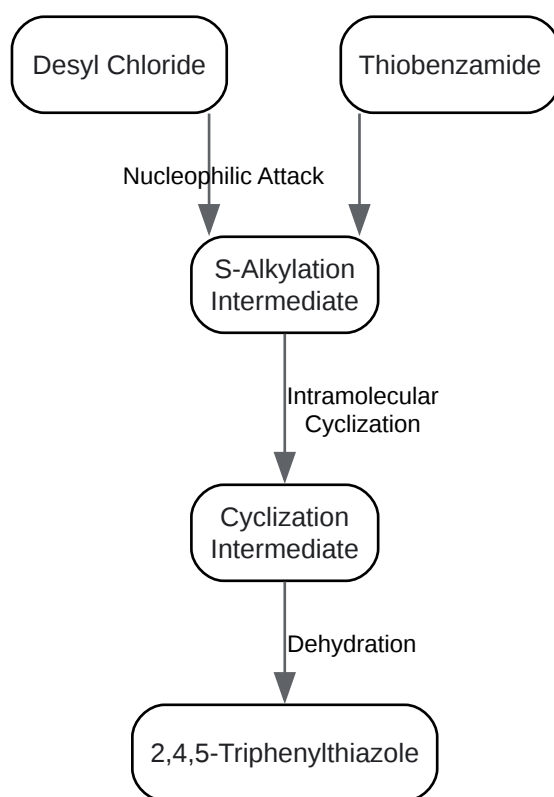 Desyl Chloride
Thiobenzamide
Nucleophilic Attack
S-Alkylation
Intermediate
Intramolecular
Cyclization
Cyclization
Intermediate
Dehydration
2,4,5-Triphenylthiazole